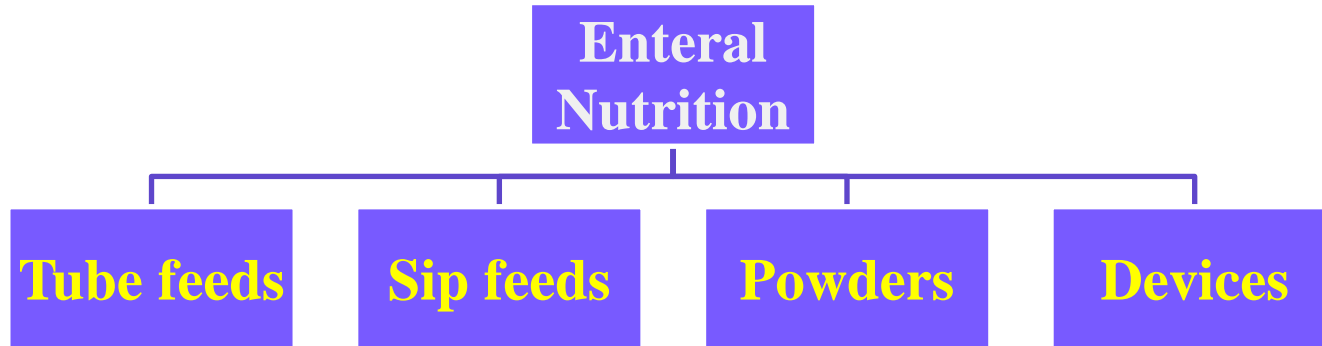 Enteral
Nutrition
Tube feeds
Sip feeds
Powders
Devices